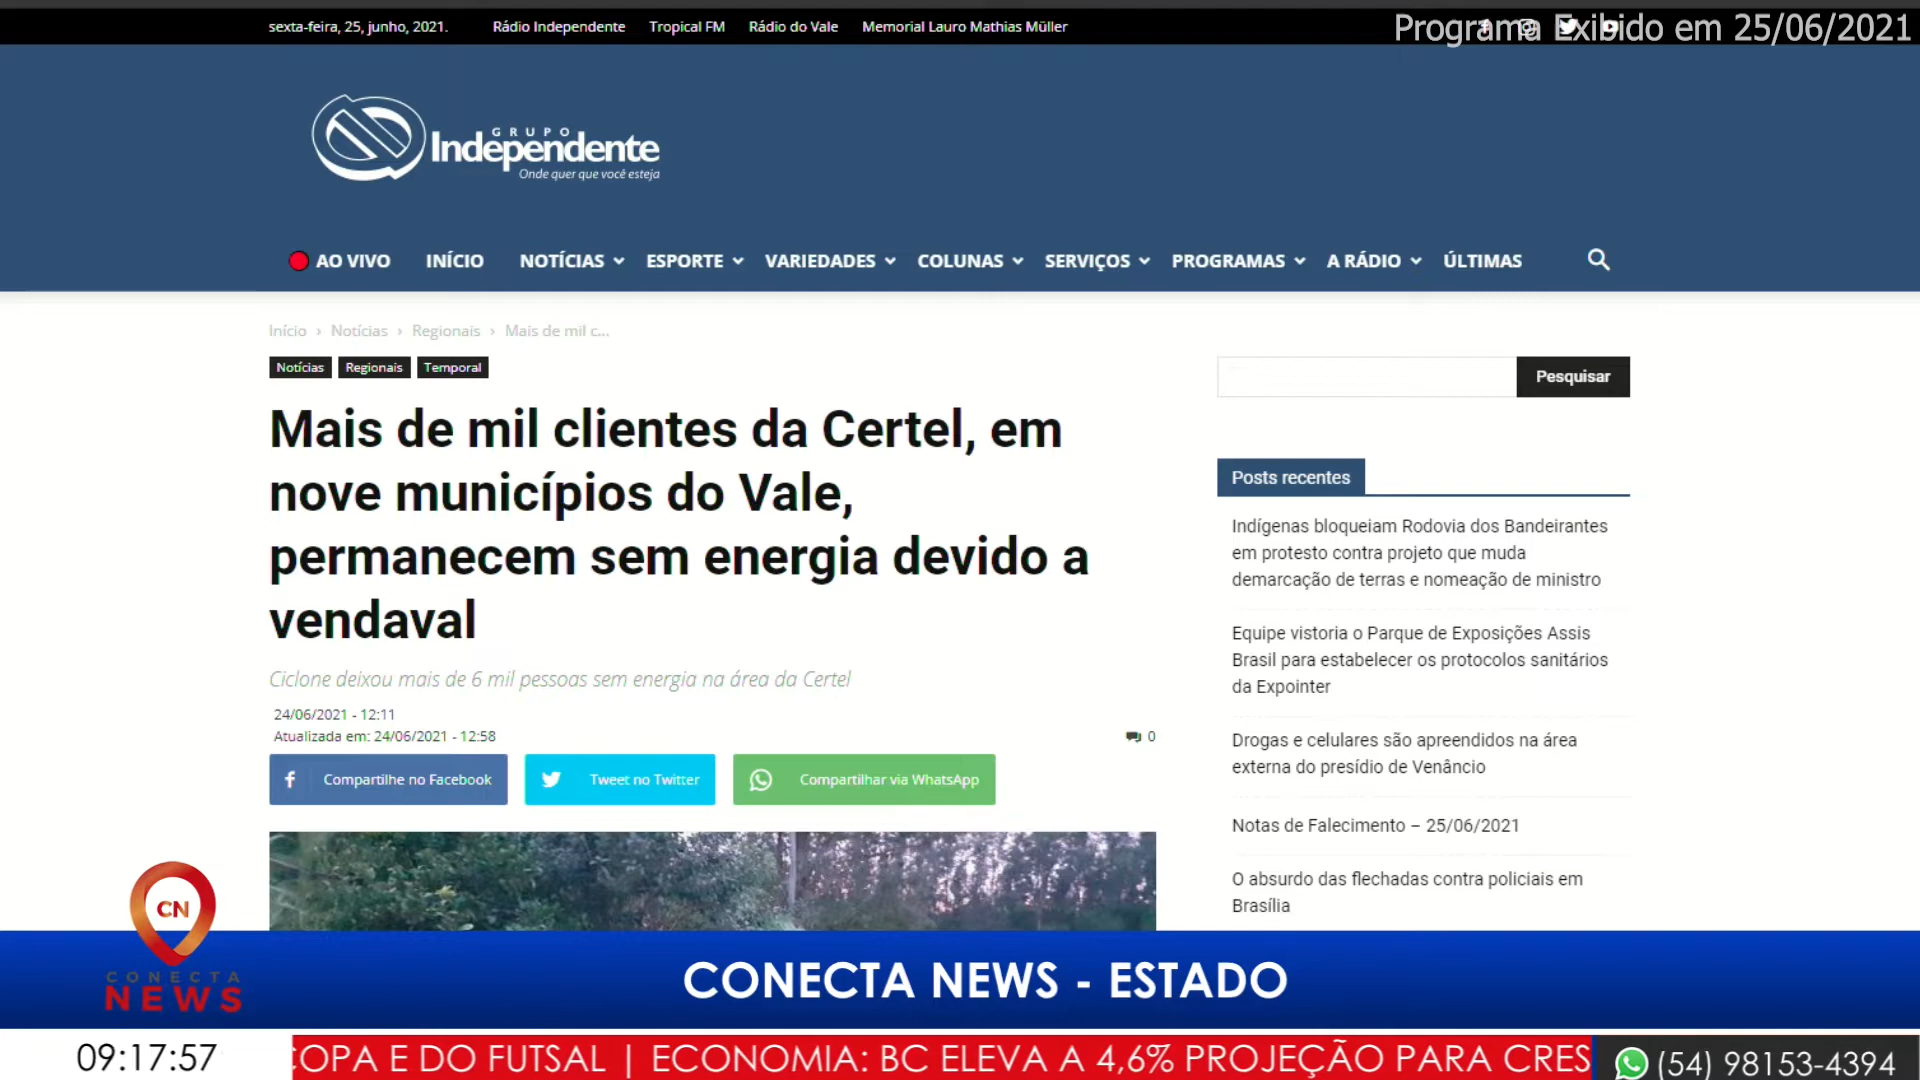 sexta-feira, 25, junho, 2021. Rádio Independente Tropical FM Rádio do Vale Memorial Lauro Mathias Müller
Programa Exibido em 25/06/2021
GRUPO
Independente
Onde quer que você esteja
AO VIVO INÍCIO NOTÍCIAS ESPORTE VARIEDADES COLUNAS SERVIÇOS PROGRAMAS A RÁDIO ÚLTIMAS
Início › Notícias › Regionais › Mais de mil c...
Notícias Regionais Temporal
Mais de mil clientes da Certel, em
nove municípios do Vale,
permanecem sem energia devido a
vendaval
Ciclone deixou mais de 6 mil pessoas sem energia na área da Certel
24/06/2021 - 12:11
Atualizada em: 24/06/2021 - 12:58
0
Compartilhe no Facebook Tweet no Twitter Compartilhar via WhatsApp
Pesquisar
Posts recentes
Indígenas bloqueiam Rodovia dos Bandeirantes
em protesto contra projeto que muda
demarcação de terras e nomeação de ministro
Equipe vistoria o Parque de Exposições Assis
Brasil para estabelecer os protocolos sanitários
da Expointer
Drogas e celulares são apreendidos na área
externa do presídio de Venâncio
Notas de Falecimento – 25/06/2021
O absurdo das flechadas contra policiais em
Brasília
CN
CONECTA
NEWS
CONECTA NEWS - ESTADO
09:17:57
COPA E DO FUTSAL | ECONOMIA: BC ELEVA A 4,6% PROJEÇÃO PARA CRES
(54) 98153-4394